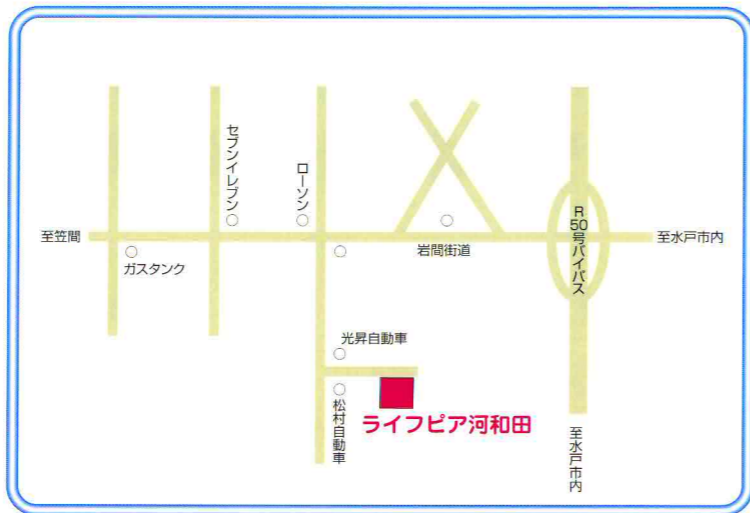 セブンイレブン
ローソン
至笠間
ガスタンク
岩間街道
R50号バイパス
至水戸市内
光昇自動車
松村自動車
ライフピア河和田
至水戸市内